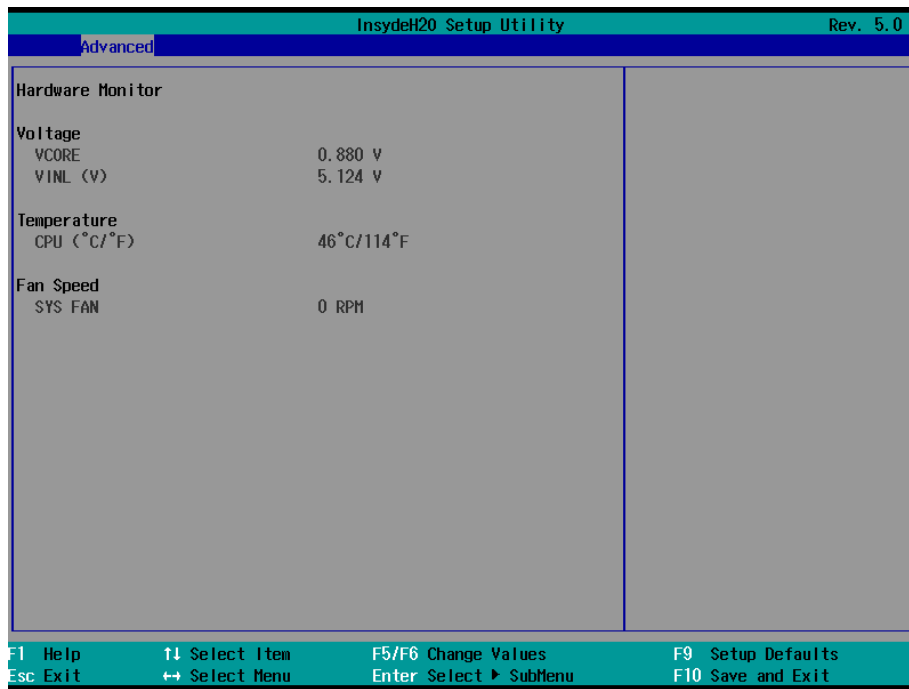 InsydeH20 Setup Utility Rev. 5.0
Advanced
Hardware Monitor
Voltage
VCORE 0.880 V
VINL (V) 5.124 V
Temperature
CPU (°C/°F) 46°C/114°F
Fan Speed
SYS FAN 0 RPM
F1 Help ↑↓ Select Item F5/F6 Change Values F9 Setup Defaults
Esc Exit ↔ Select Menu Enter Select ▶ SubMenu F10 Save and Exit